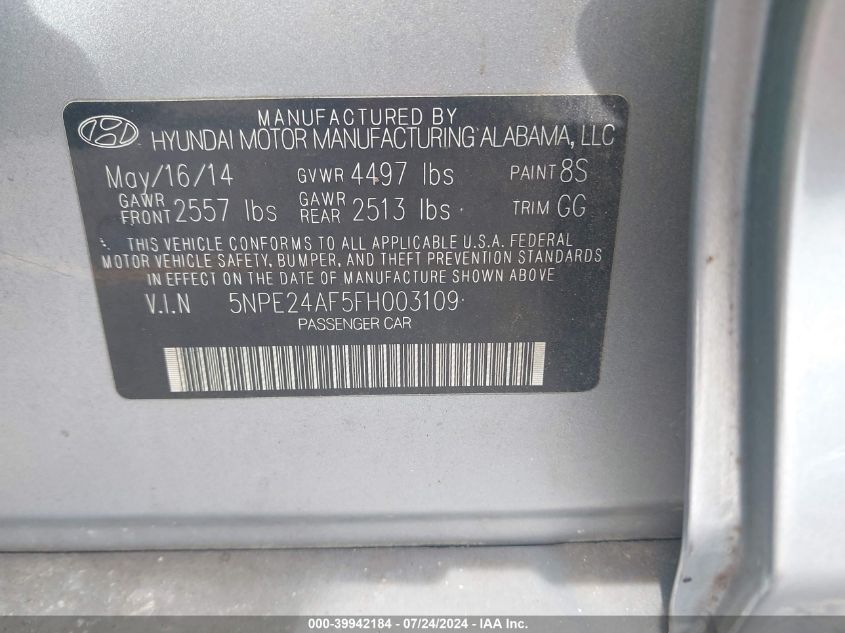 MANUFACTURED BY
HYUNDAI MOTOR MANUFACTURING ALABAMA, LLC
May/16/14 GVWR 4497 lbs PAINT 8S
GAWR FRONT 2557 lbs GAWR REAR 2513 lbs TRIM GG
THIS VEHICLE CONFORMS TO ALL APPLICABLE U.S.A. FEDERAL
MOTOR VEHICLE SAFETY, BUMPER, AND THEFT PREVENTION STANDARDS
IN EFFECT ON THE DATE OF MANUFACTURE SHOWN ABOVE
V.I.N 5NPE24AF5FH003109
PASSENGER CAR
000-39942184 - 07/24/2024 - IAA, Inc.